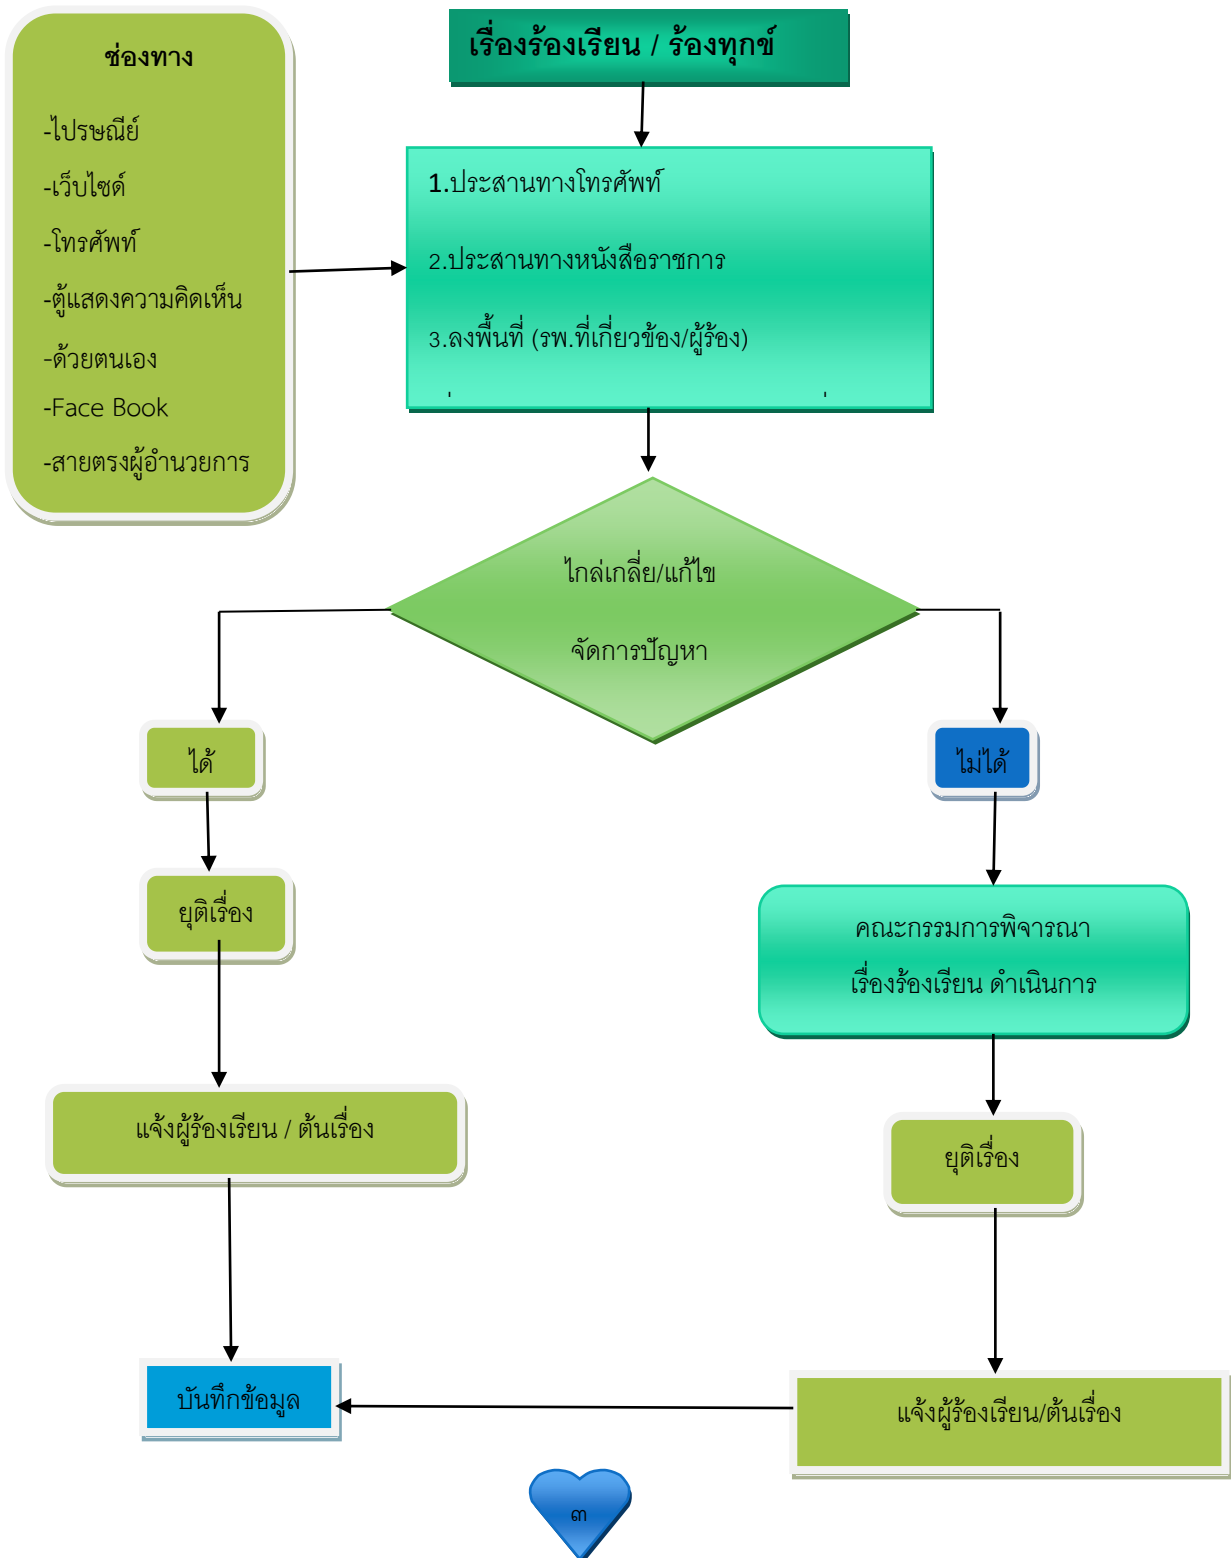 ช่องทาง
-ไปรษณีย์
-เว็บไซด์
-โทรศัพท์
-ตู้แสดงความคิดเห็น
-ด้วยตนเอง
-Face Book
-สายตรงผู้อำนวยการ
เรื่องร้องเรียน / ร้องทุกข์
1.ประสานทางโทรศัพท์
2.ประสานทางหนังสือราชการ
3.ลงพื้นที่ (รพ.ที่เกี่ยวข้อง/ผู้ร้อง)
ไกล่เกลี่ย/แก้ไข
จัดการปัญหา
ได้
ไม่ได้
ยุติเรื่อง
คณะกรรมการพิจารณา
เรื่องร้องเรียน ดำเนินการ
แจ้งผู้ร้องเรียน / ต้นเรื่อง
ยุติเรื่อง
บันทึกข้อมูล
แจ้งผู้ร้องเรียน/ต้นเรื่อง
๓